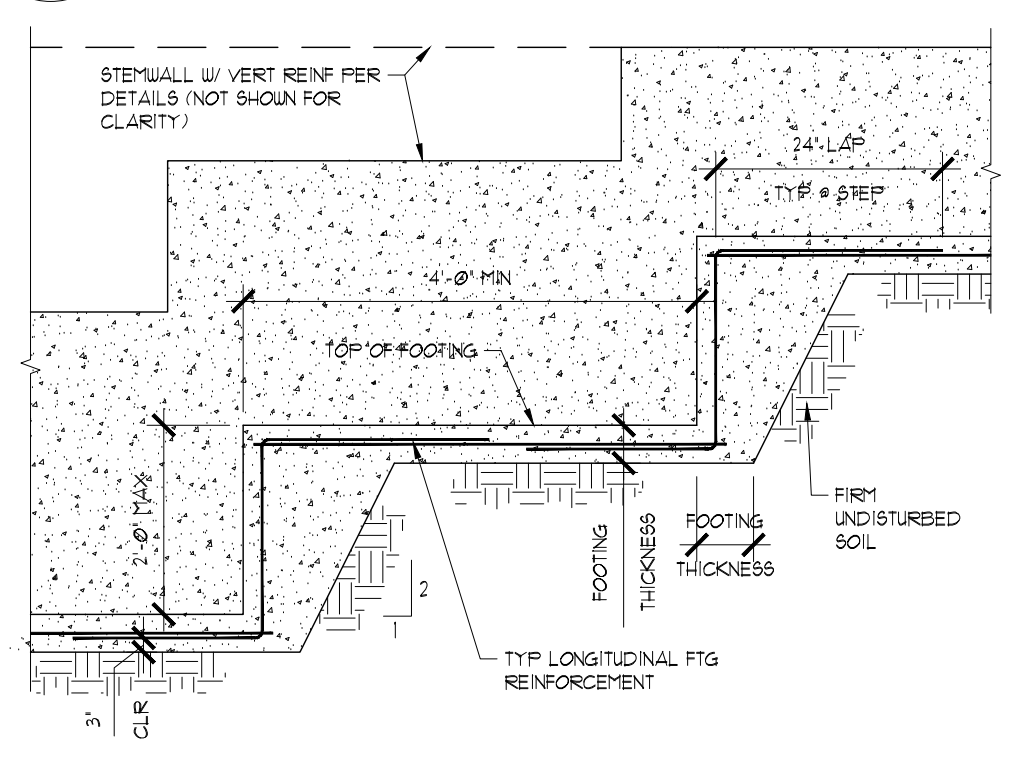 STEMWALL W/ VERT REINF PER
DETAILS (NOT SHOWN FOR
CLARITY)
24" LAP
TYP @ STEP
4'-0" MIN
TOP OF FOOTING
2'-0" MAX
FIRM
UNDISTURBED
SOIL
FOOTING
THICKNESS
FOOTING
THICKNESS
2
1
TYP LONGITUDINAL FTG
REINFORCEMENT
3"
CLR